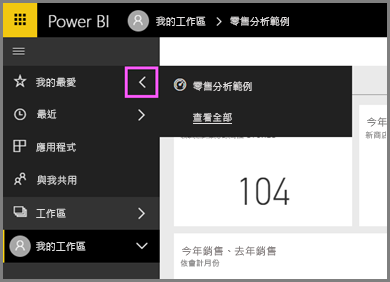 Power BI
我的工作區
零售分析範例
我的最愛
最近
應用程式
與我共用
工作區
我的工作區
零售分析範例
查看全部
今年
新商店
104
今年銷售、去年銷售
依會計月份